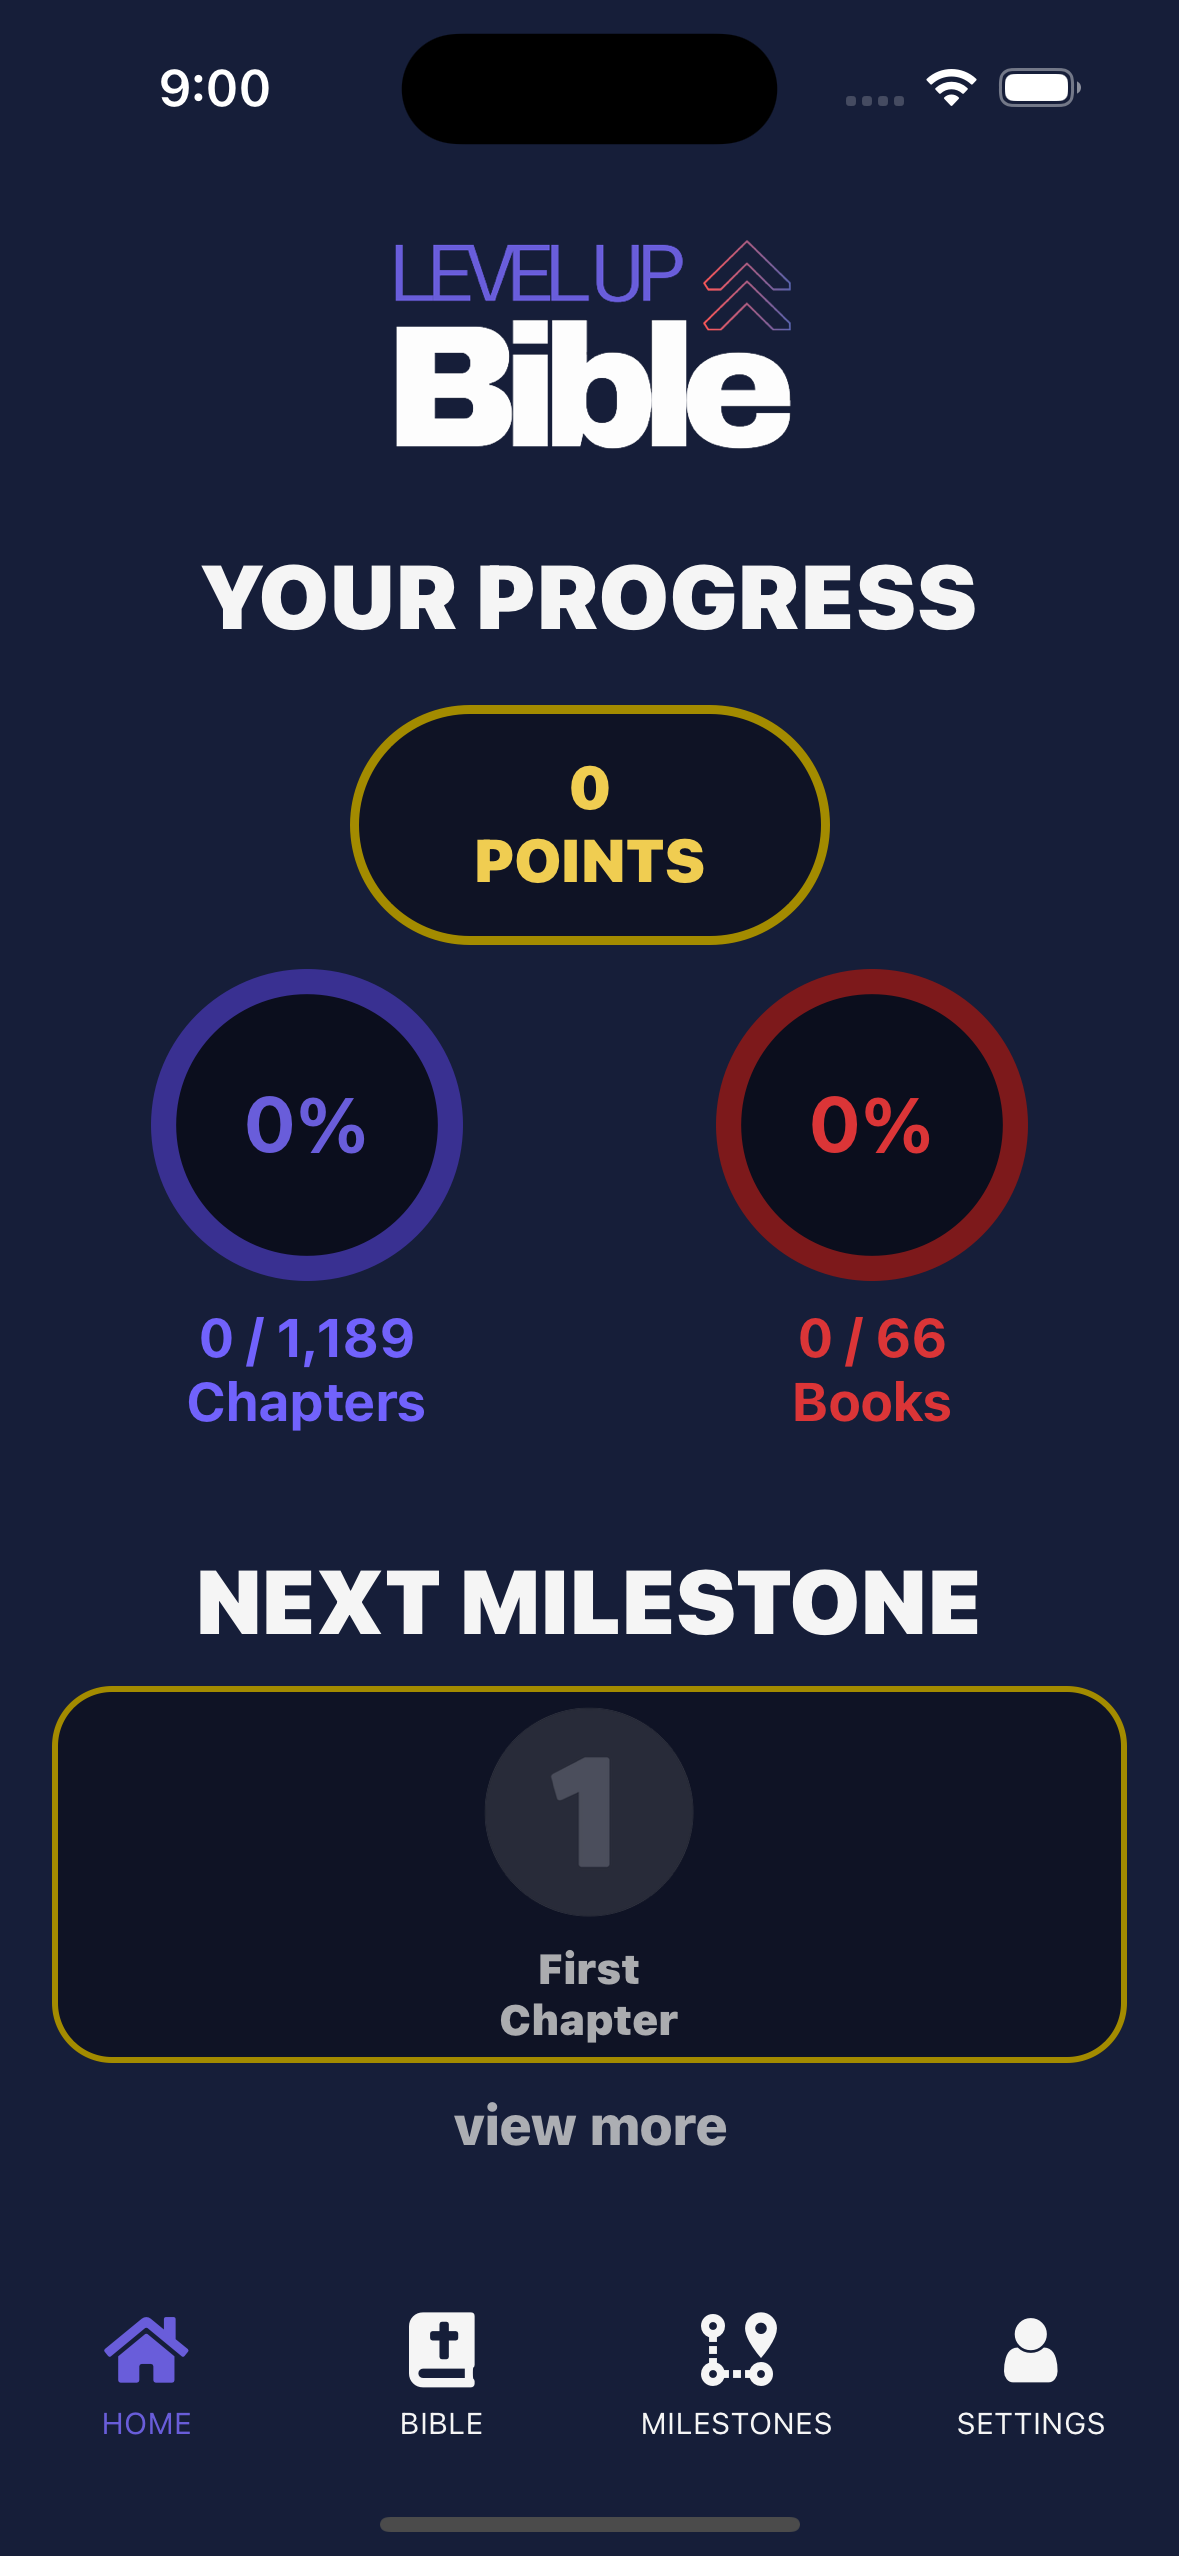 9:00
LEVEL UP
Bible
YOUR PROGRESS
0
POINTS
0%
0%
0 / 1,189
Chapters
0 / 66
Books
NEXT MILESTONE
1
First
Chapter
view more
HOME
BIBLE
MILESTONES
SETTINGS